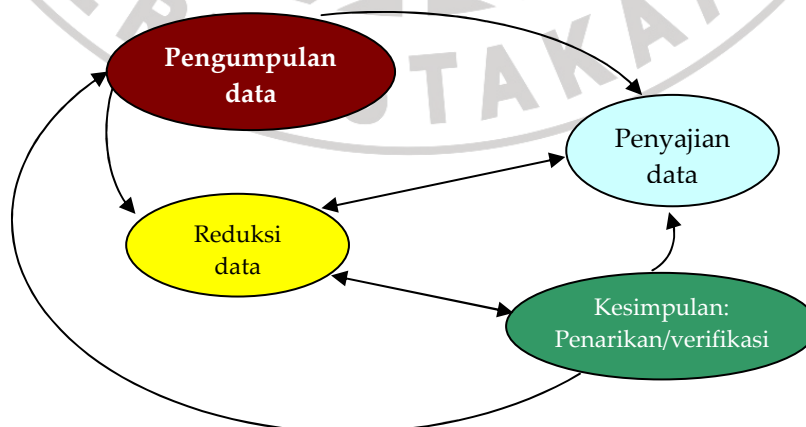 Pengumpulan
data
Penyajian
data
Reduksi
data
Kesimpulan:
Penarikan/verifikasi